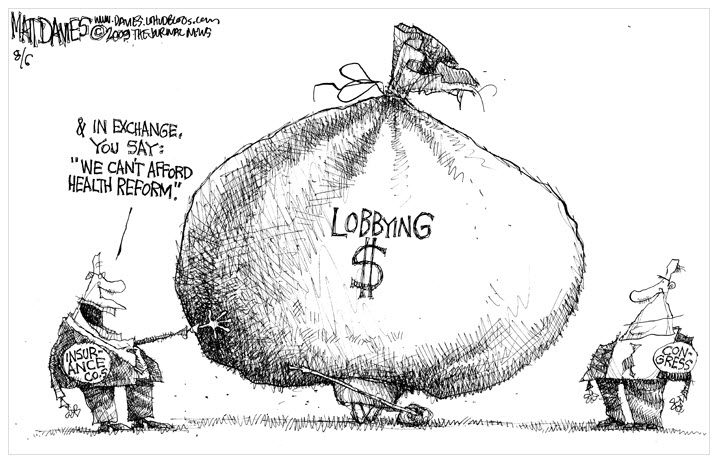 MATT DAVIES
www.DAVIES.LOHUDBLOGS.com
©2009 THE JOURNAL NEWS
8/6
& IN EXCHANGE,
YOU SAY:
"WE CAN'T AFFORD
HEALTH REFORM."
LOBBYING
$
INSUR-
ANCE
CO.S
CON-
GRESS